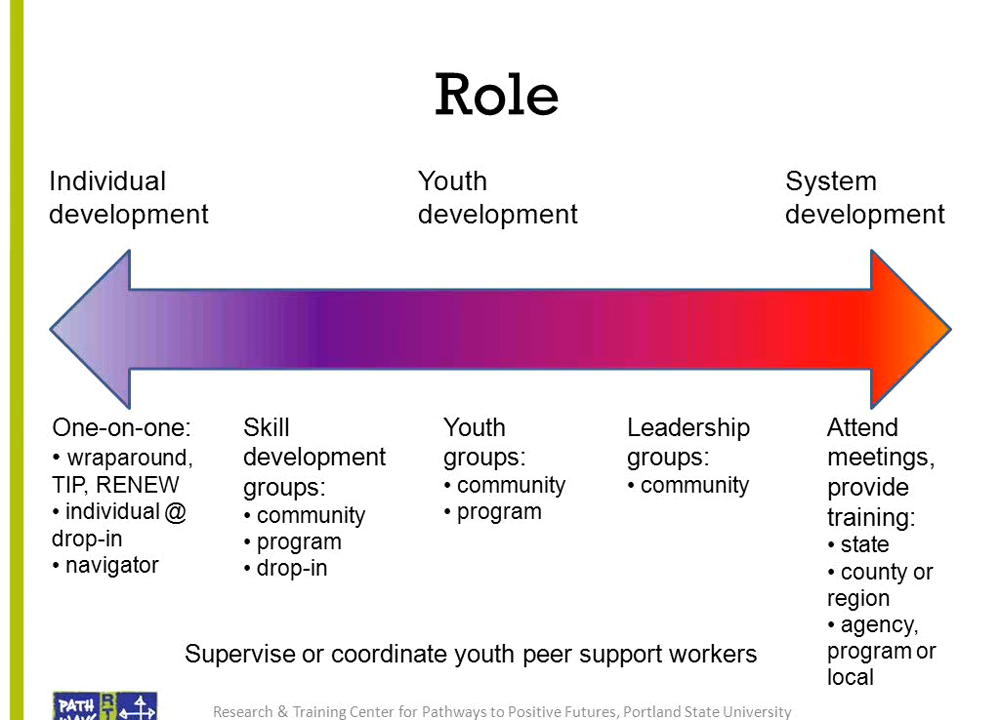 Role
Individual
development
Youth
development
System
development
One-on-one:
• wraparound,
TIP, RENEW
• individual @
drop-in
• navigator
Skill
development
groups:
• community
• program
• drop-in
Youth
groups:
• community
• program
Leadership
groups:
• community
Attend
meetings,
provide
training:
• state
• county or
region
• agency,
program or
local
Supervise or coordinate youth peer support workers
PATH
RT
Research & Training Center for Pathways to Positive Futures, Portland State University